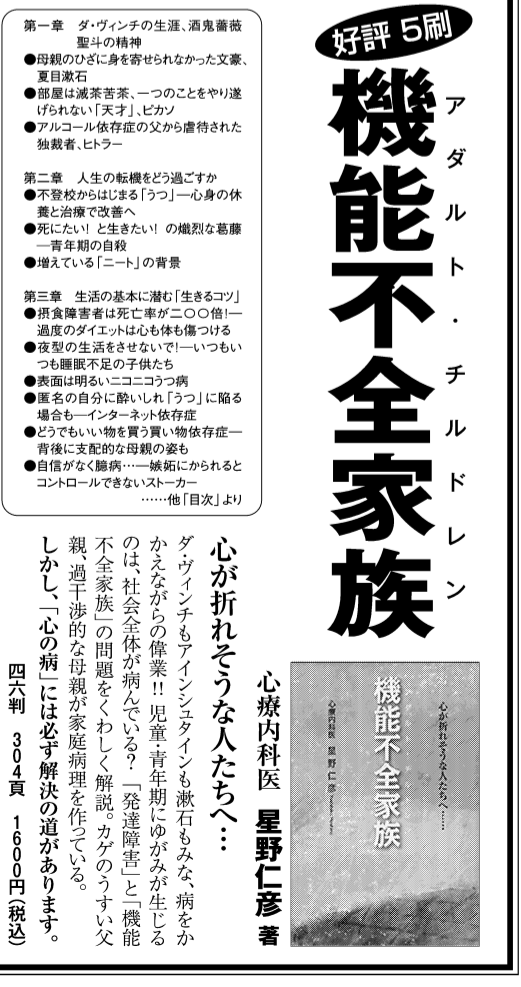 好評5刷
機能不全家族
アダルト・チルドレン
第一章　ダ・ヴィンチの生涯、酒鬼薔薇
聖斗の精神
●母親のひざに身を寄せられなかった文豪、
夏目漱石
●部屋は滅茶苦茶、一つのことをやり遂
げられない「天才」、ピカソ
●アルコール依存症の父から虐待された
独裁者、ヒトラー
第二章　人生の転機をどう過ごすか
●不登校からはじまる「うつ」―心身の休
養と治療で改善へ
●死にたい! と生きたい! の熾烈な葛藤
―青年期の自殺
●増えている「ニート」の背景
第三章　生活の基本に潜む「生きるコツ」
●摂食障害者は死亡率が二〇〇倍!―
過度のダイエットは心も体も傷つける
●夜型の生活をさせないで!―いつもい
つも睡眠不足の子供たち
●表面は明るいニコニコうつ病
●匿名の自分に酔いしれ「うつ」に陥る
場合も―インターネット依存症
●どうでもいい物を買う買い物依存症―
背後に支配的な母親の姿も
●自信がなく臆病…―嫉妬にかられると
コントロールできないストーカー
……他「目次」より
心が折れそうな人たちへ……
機能不全家族
心療内科医　星野仁彦
心療内科医　星野仁彦 著
心が折れそうな人たちへ…
ダ・ヴィンチもアインシュタインも漱石もみな、病をか
かえながらの偉業!! 児童・青年期にゆがみが生じる
のは、社会全体が病んでいる? 「発達障害」と「機能
不全家族」の問題をくわしく解説。カゲのうすい父
親、過干渉的な母親が家庭病理を作っている。
しかし、「心の病」には必ず解決の道があります。
四六判　304頁　1600円(税込)